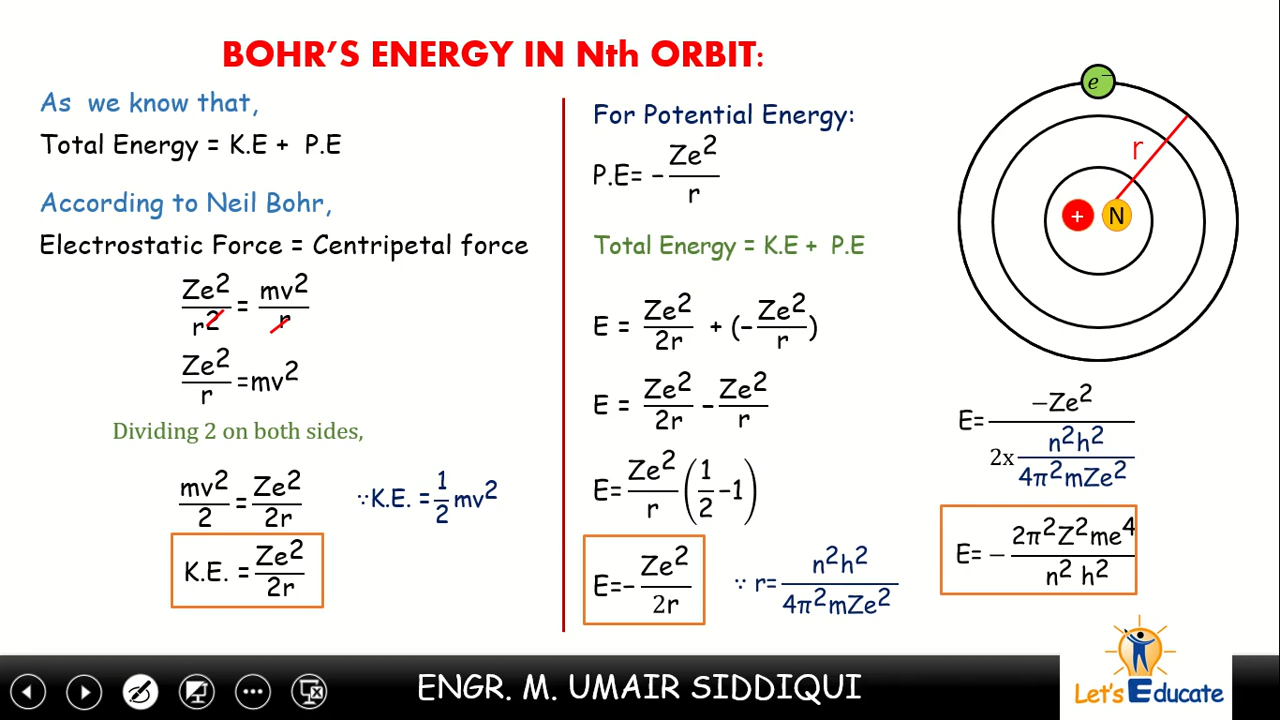 BOHR'S ENERGY IN Nth ORBIT:
As we know that,
Total Energy = K.E + P.E
According to Neil Bohr,
Electrostatic Force = Centripetal force
Ze²/r² = mv²/r
Ze²/r =mv²
Dividing 2 on both sides,
mv²/2 = Ze²/2r ∵K.E. = 1/2 mv²
K.E. = Ze²/2r
For Potential Energy:
P.E= − Ze²/r
Total Energy = K.E + P.E
E = Ze²/2r + (− Ze²/r)
E = Ze²/2r − Ze²/r
E= Ze²/r (1/2 −1)
E=− Ze²/2r ∵ r= n²h²/4π²mZe²
e⁻
r
+ N
E= −Ze²/2x n²h²/4π²mZe²
E= − 2π²Z²me⁴/n² h²
ENGR. M. UMAIR SIDDIQUI
Let's Educate